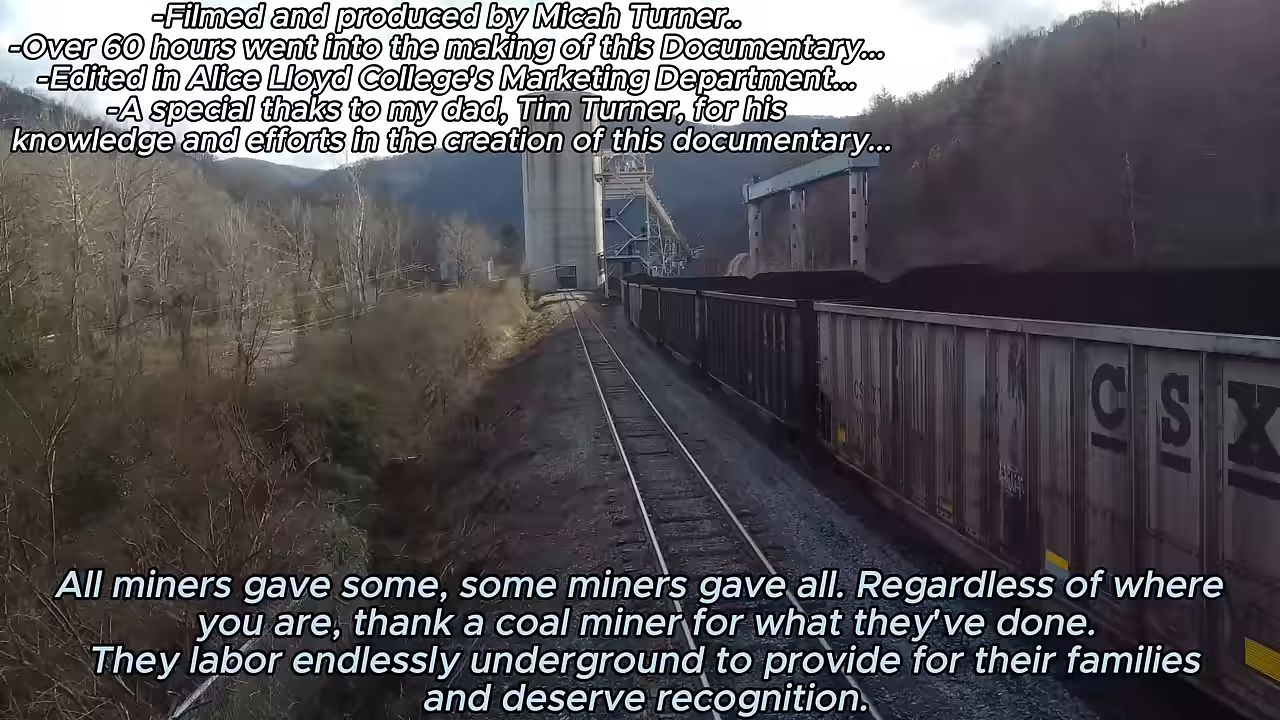 -Filmed and produced by Micah Turner..
-Over 60 hours went into the making of this Documentary...
-Edited in Alice Lloyd College's Marketing Department...
-A special thaks to my dad, Tim Turner, for his
knowledge and efforts in the creation of this documentary...
CSX
All miners gave some, some miners gave all. Regardless of where
you are, thank a coal miner for what they've done.
They labor endlessly underground to provide for their families
and deserve recognition.